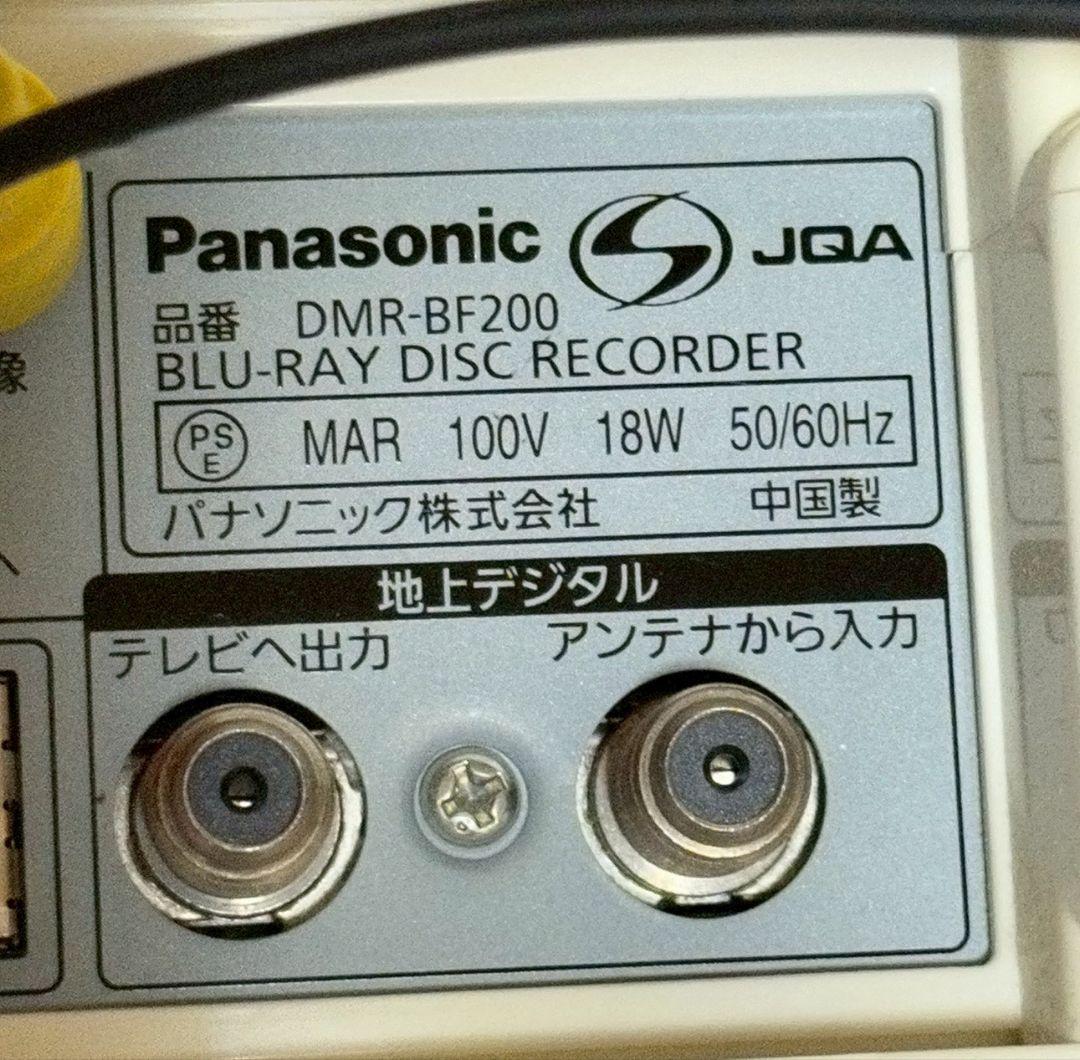 Panasonic JQA
品番 DMR-BF200
BLU-RAY DISC RECORDER
PSE MAR 100V 18W 50/60Hz
パナソニック株式会社 中国製
像
地上デジタル
テレビへ出力 アンテナから入力